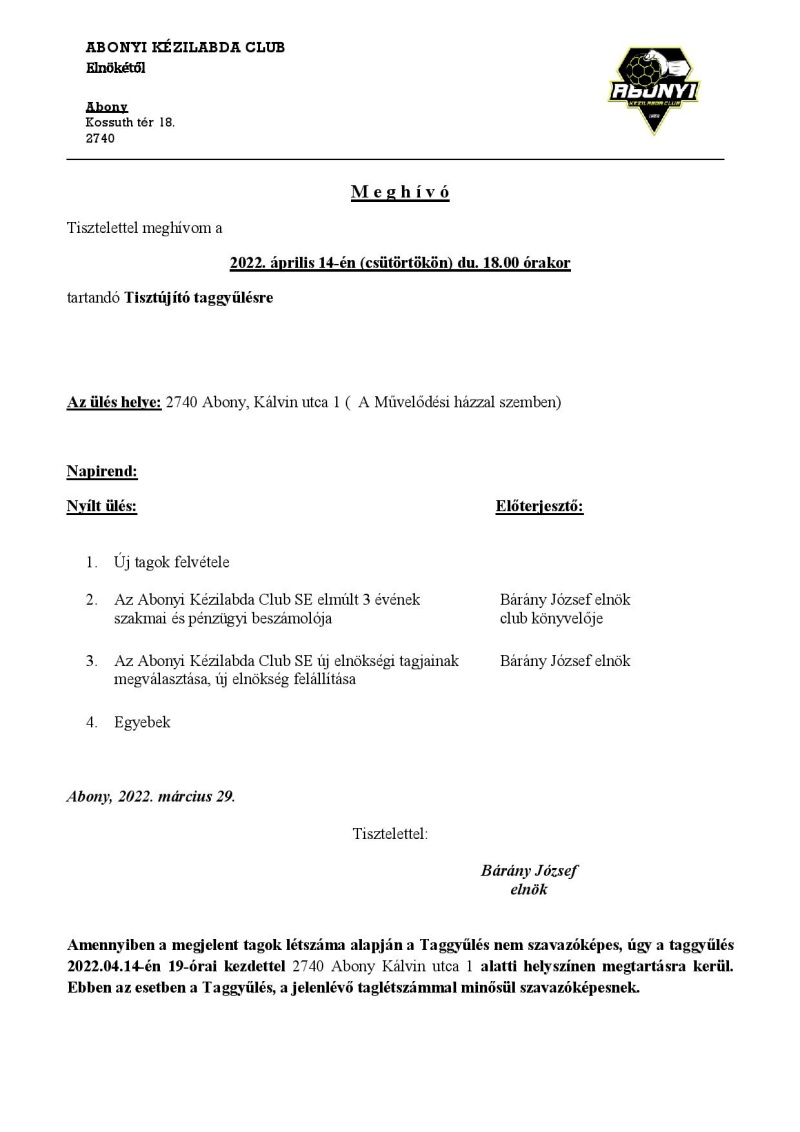 ABONYI KÉZILABDA CLUB
Elnökétől
Abony
Kossuth tér 18.
2740
ABONYI
KÉZILABDA CLUB
Meghívó
Tisztelettel meghívom a
2022. április 14-én (csütörtökön) du. 18.00 órakor
tartandó Tisztújító taggyűlésre
Az ülés helye: 2740 Abony, Kálvin utca 1 ( A Művelődési házzal szemben)
Napirend:
Nyílt ülés: Előterjesztő:
1. Új tagok felvétele
2. Az Abonyi Kézilabda Club SE elmúlt 3 évének Bárány József elnök
szakmai és pénzügyi beszámolója club könyvelője
3. Az Abonyi Kézilabda Club SE új elnökségi tagjainak Bárány József elnök
megválasztása, új elnökség felállítása
4. Egyebek
Abony, 2022. március 29.
Tisztelettel:
Bárány József
elnök
Amennyiben a megjelent tagok létszáma alapján a Taggyűlés nem szavazóképes, úgy a taggyűlés
2022.04.14-én 19-órai kezdettel 2740 Abony Kálvin utca 1 alatti helyszínen megtartásra kerül.
Ebben az esetben a Taggyűlés, a jelenlévő taglétszámmal minősül szavazóképesnek.